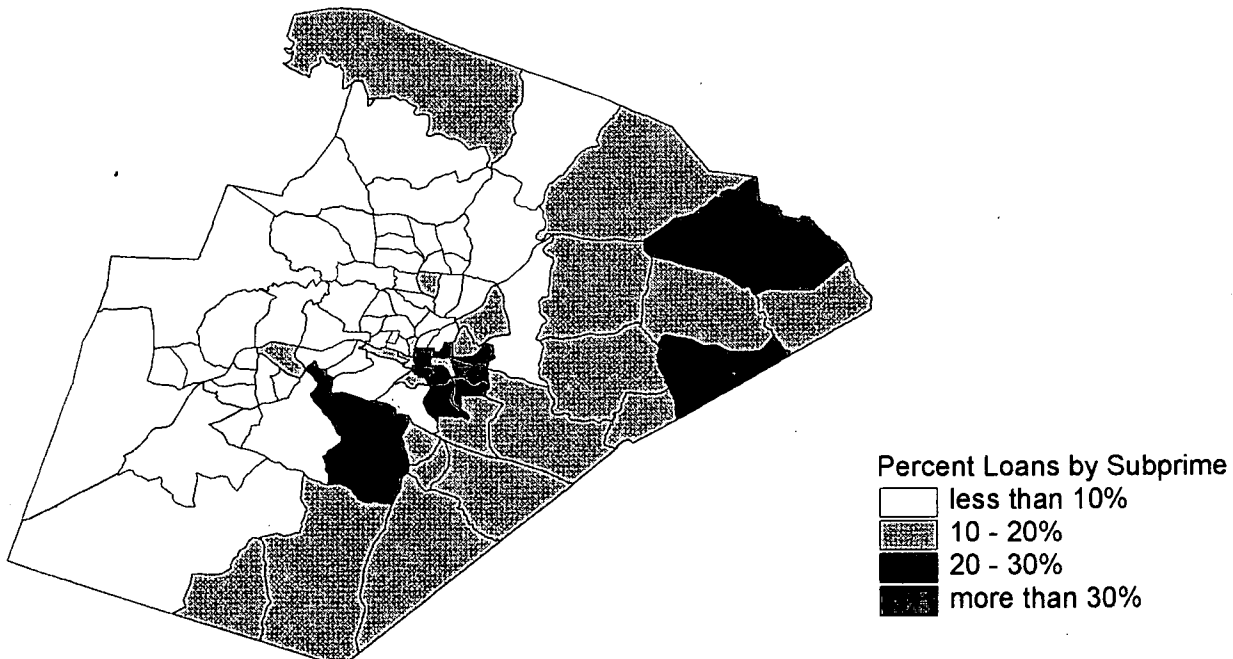 Percent Loans by Subprime
less than 10%
10 - 20%
20 - 30%
more than 30%